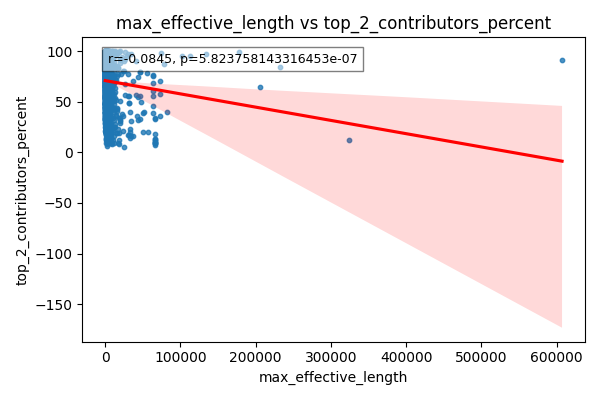 max_effective_length vs top_2_contributors_percent
r=-0.0845, p=5.823758143316453e-07
top_2_contributors_percent
100
50
0
−50
−100
−150
0 100000 200000 300000 400000 500000 600000
max_effective_length